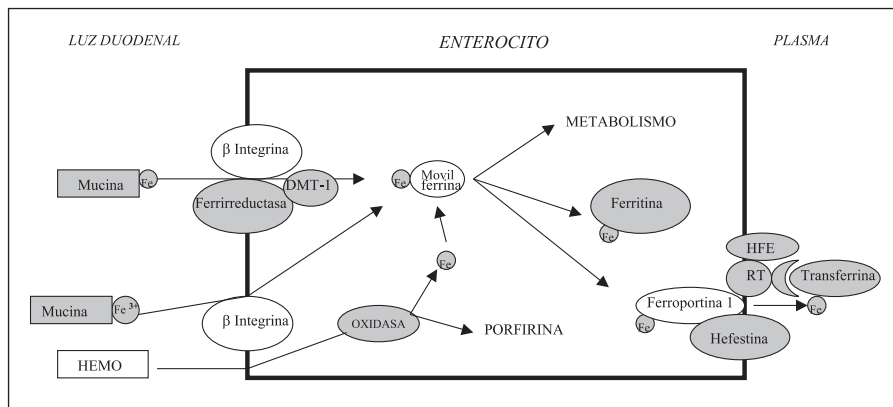 LUZ DUODENAL
ENTEROCITO
PLASMA
β Integrina
METABOLISMO
Mucina
Fe
DMT-1
Ferrirreductasa
Fe
Movil
ferrina
Ferritina
Fe
HFE
RT
Transferrina
Fe
Fe
Mucina
Fe 3+
β Integrina
OXIDASA
PORFIRINA
Ferroportina 1
Fe
Hefestina
HEMO